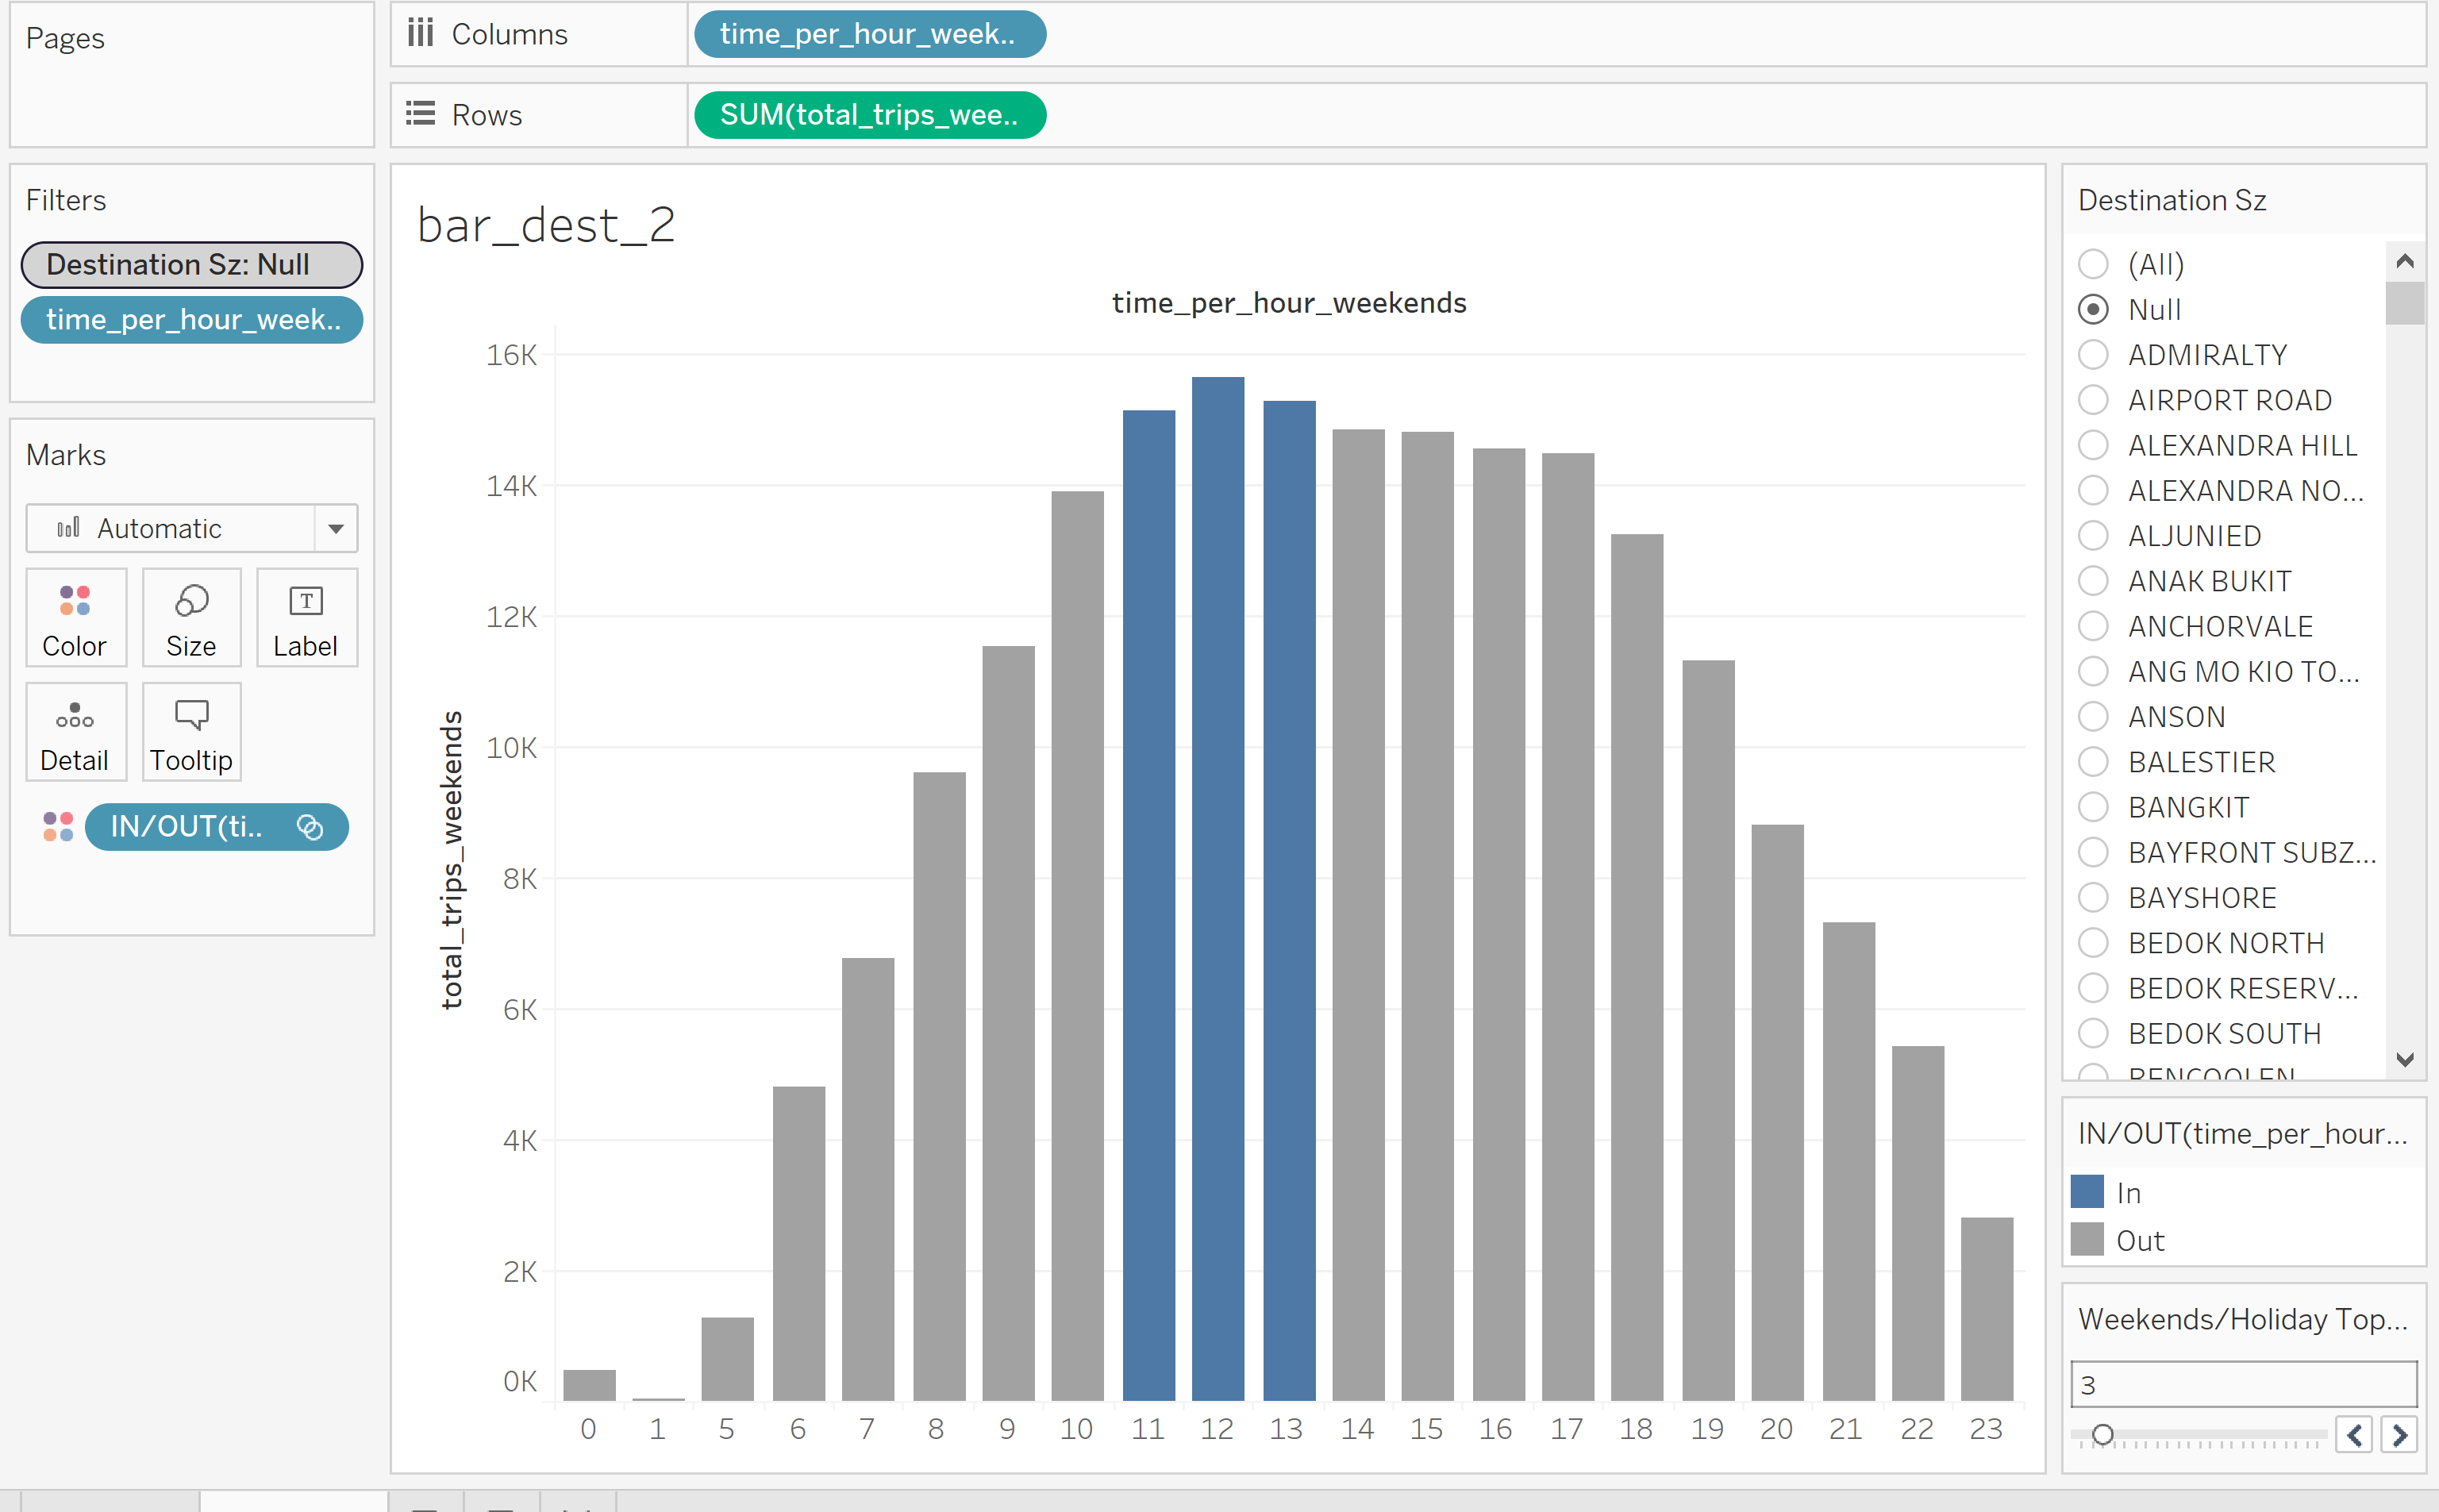 Pages
Columns
time_per_hour_week..
Rows
SUM(total_trips_wee..
Filters
Destination Sz: Null
time_per_hour_week..
Marks
Automatic
Color
Size
T
Label
Detail
Tooltip
IN/OUT(ti..
bar_dest_2
time_per_hour_weekends
total_trips_weekends
16K
14K
12K
10K
8K
6K
4K
2K
0K
0 1 5 6 7 8 9 10 11 12 13 14 15 16 17 18 19 20 21 22 23
Destination Sz
(All)
Null
ADMIRALTY
AIRPORT ROAD
ALEXANDRA HILL
ALEXANDRA NO...
ALJUNIED
ANAK BUKIT
ANCHORVALE
ANG MO KIO TO...
ANSON
BALESTIER
BANGKIT
BAYFRONT SUBZ...
BAYSHORE
BEDOK NORTH
BEDOK RESERV...
BEDOK SOUTH
BENCOOLEN
IN/OUT(time_per_hour...
In
Out
Weekends/Holiday Top...
3